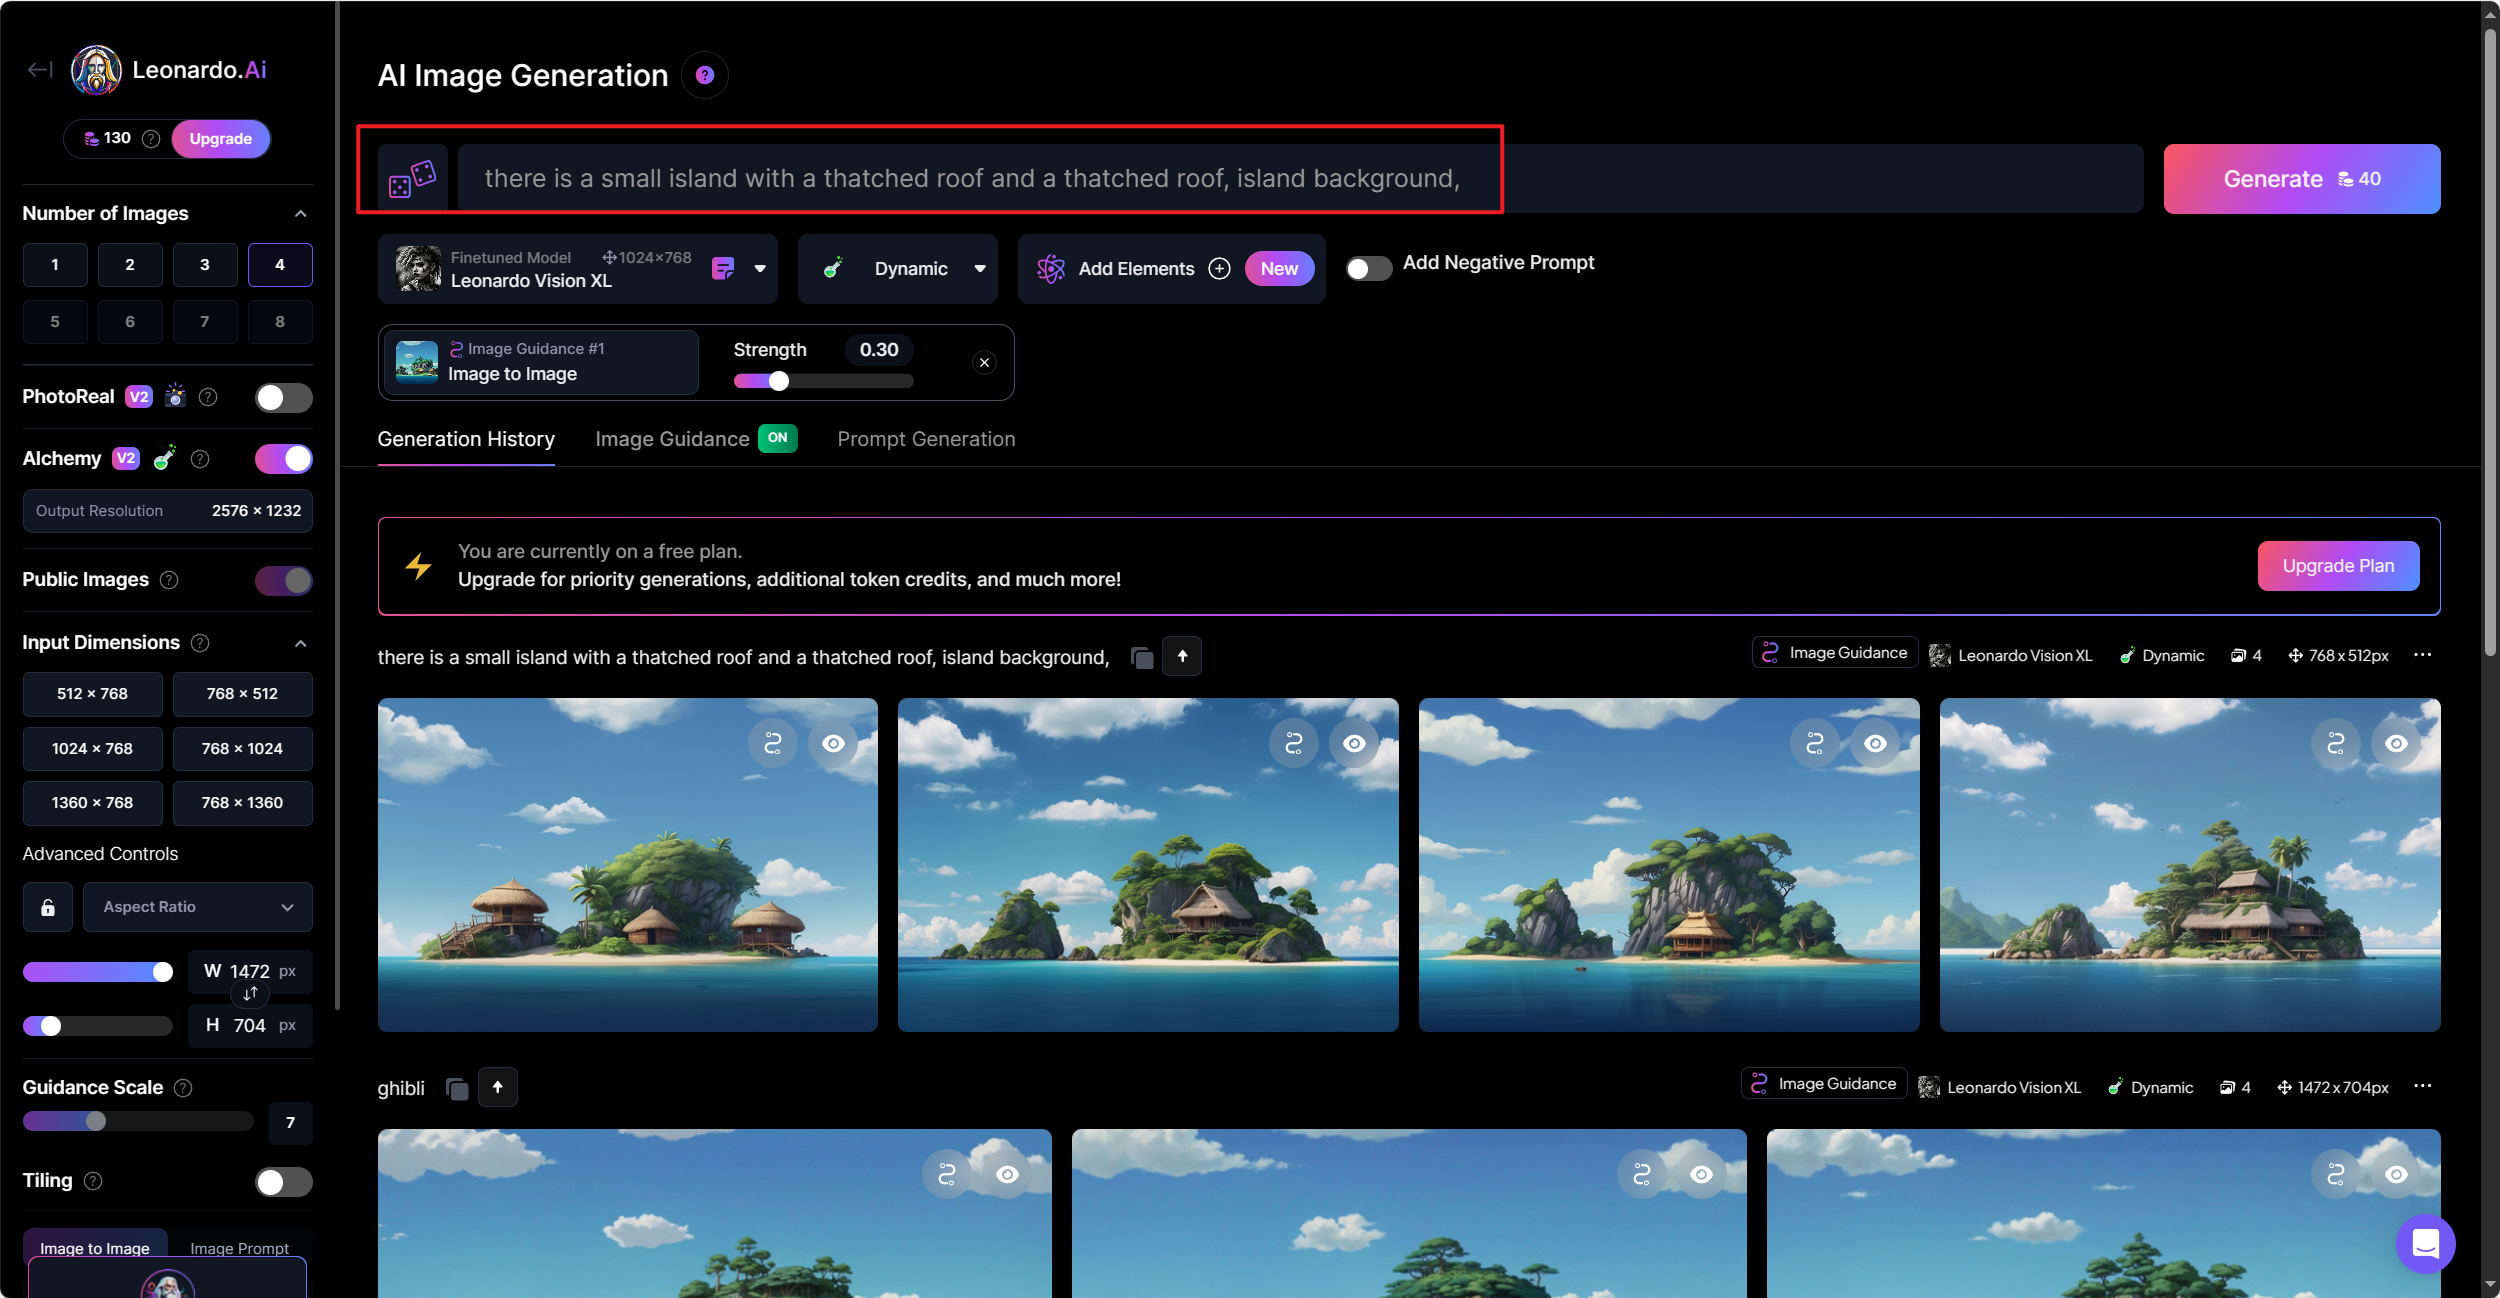 Leonardo.Ai
130 ? Upgrade
Number of Images
1 2 3 4
5 6 7 8
PhotoReal V2 ?
Alchemy V2 ?
Output Resolution 2576 × 1232
Public Images ?
Input Dimensions ?
512 × 768 768 × 512
1024 × 768 768 × 1024
1360 × 768 768 × 1360
Advanced Controls
Aspect Ratio
W 1472 px
H 704 px
Guidance Scale ?
7
Tiling ?
Image to Image Image Prompt
AI Image Generation ?
there is a small island with a thatched roof and a thatched roof, island background,
Generate 40
Finetuned Model 1024×768
Leonardo Vision XL
Dynamic
Add Elements New
Add Negative Prompt
Image Guidance #1
Image to Image
Strength 0.30
Generation History Image Guidance ON Prompt Generation
You are currently on a free plan.
Upgrade for priority generations, additional token credits, and much more!
Upgrade Plan
there is a small island with a thatched roof and a thatched roof, island background,
Image Guidance Leonardo Vision XL Dynamic 4 768 x 512px
ghibli
Image Guidance Leonardo Vision XL Dynamic 4 1472 x 704px